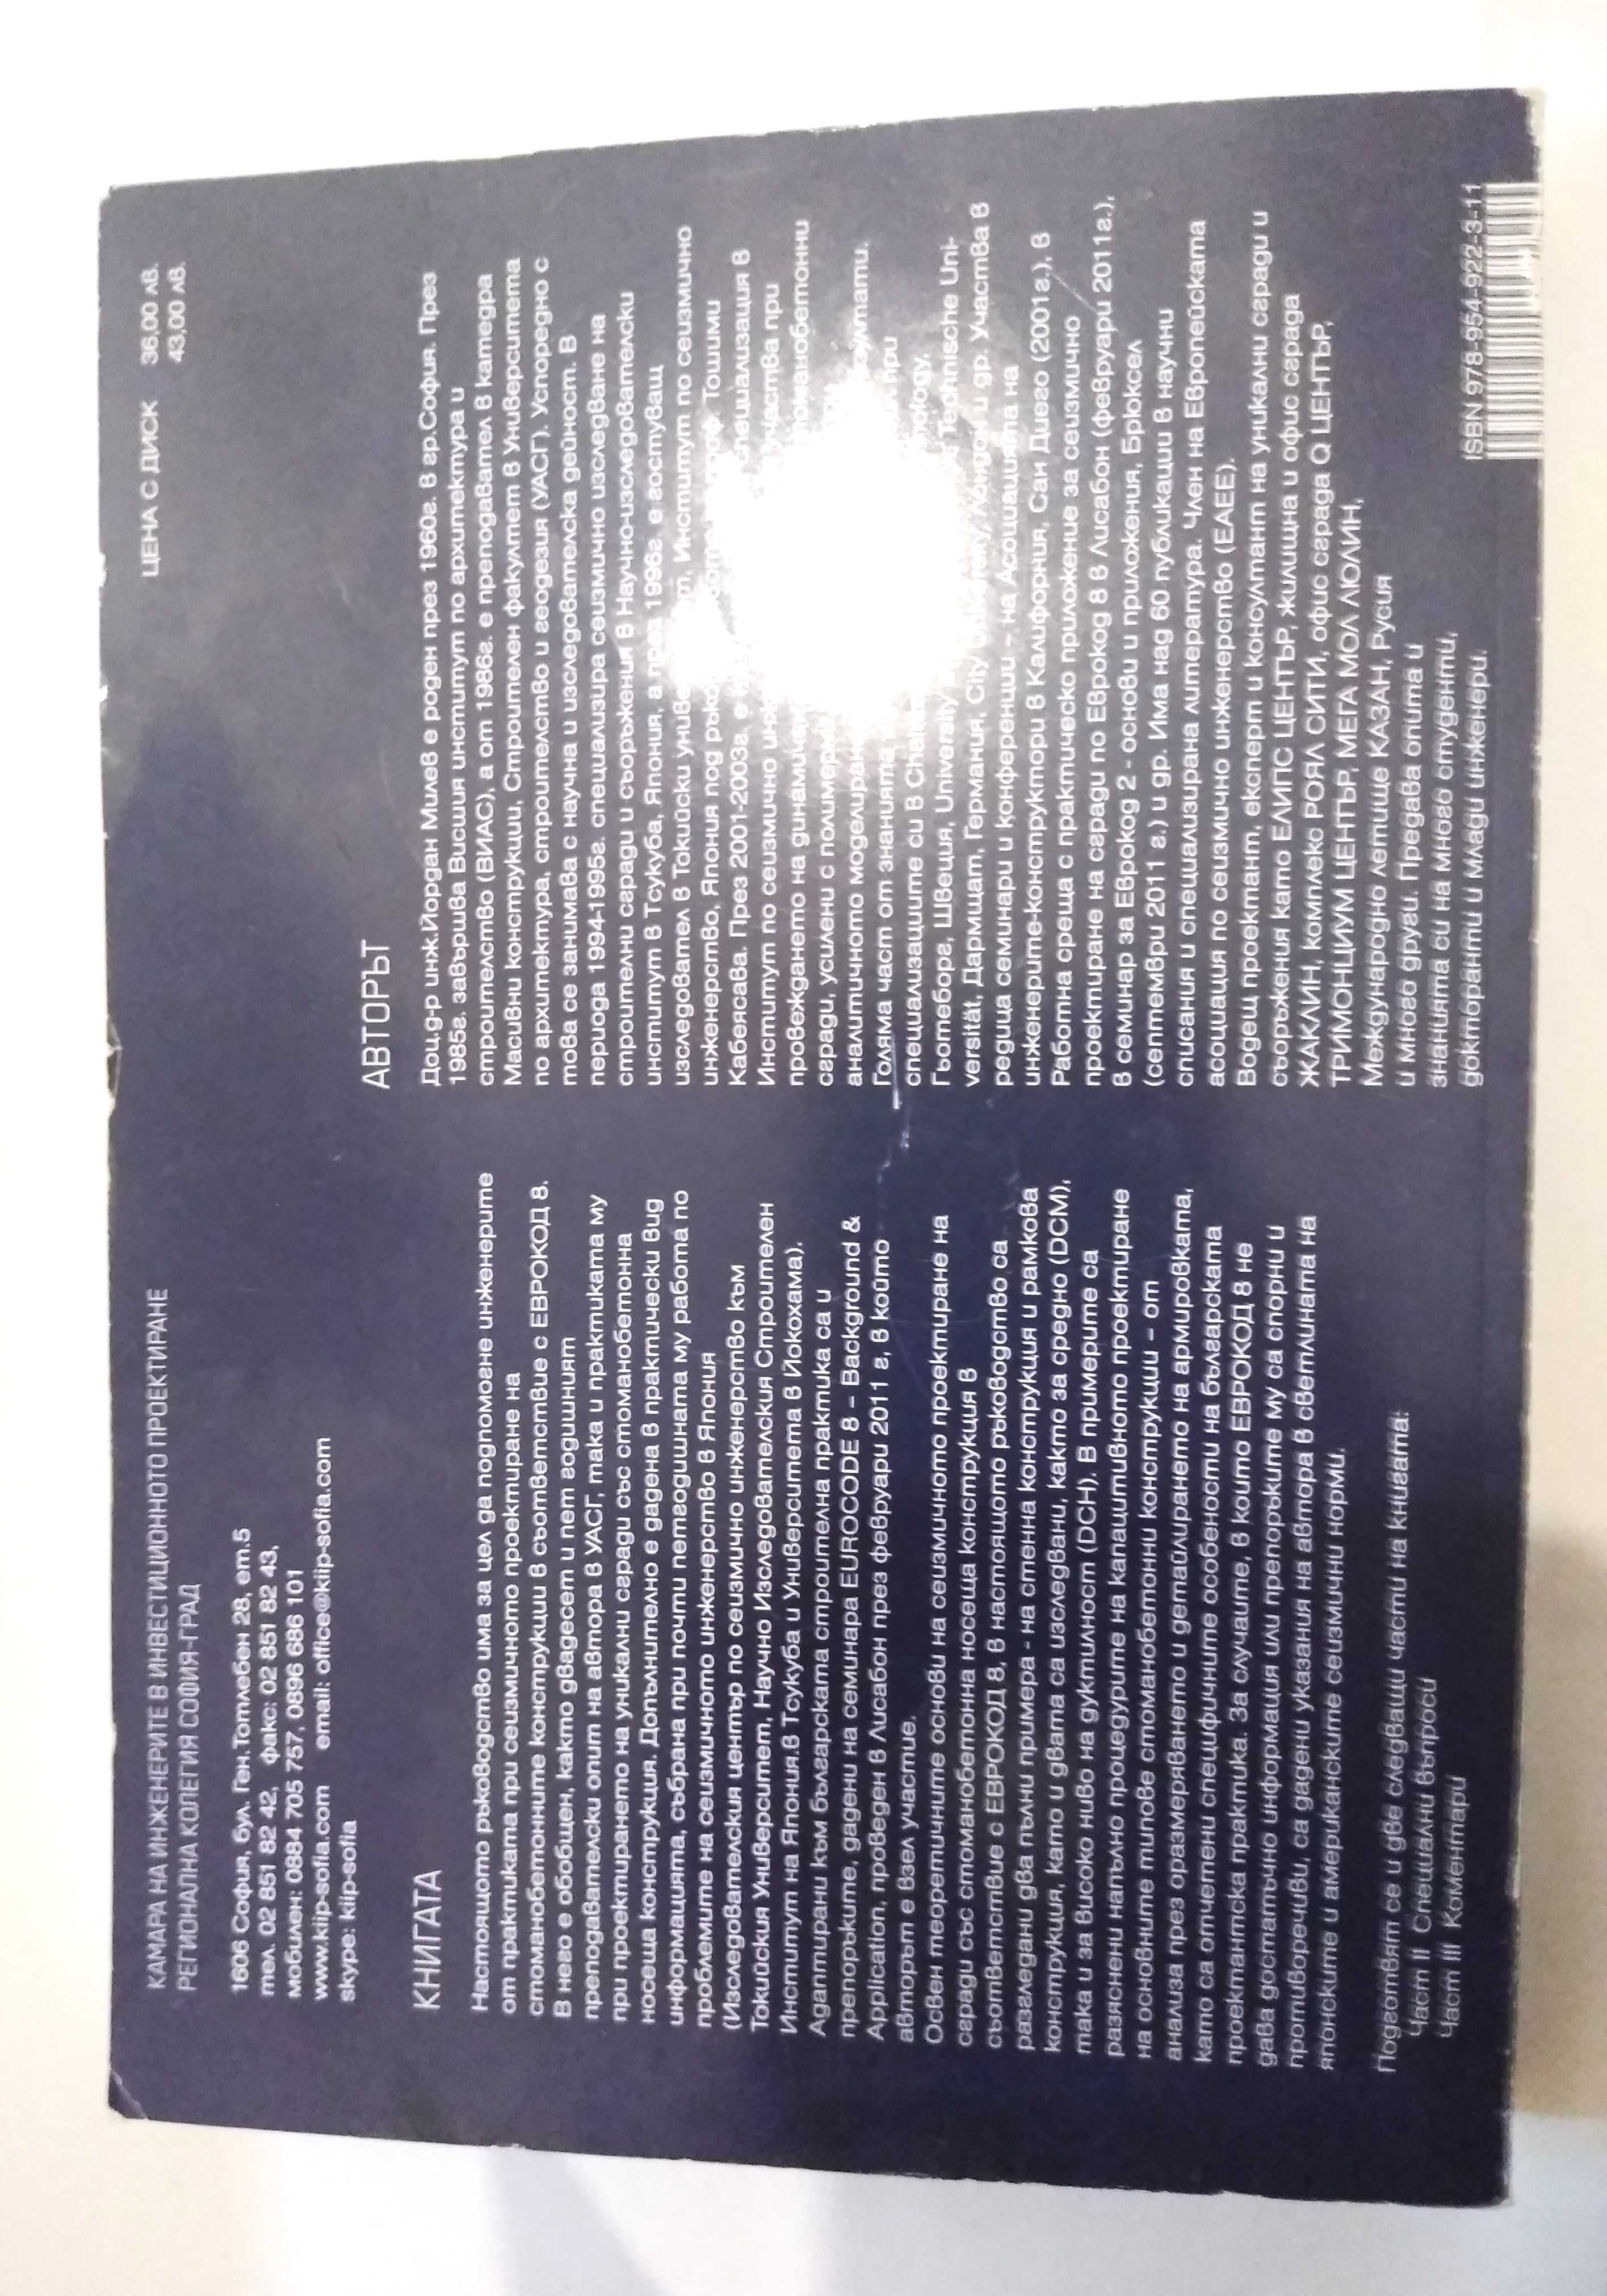 КАМАРА НА ИНЖЕНЕРИТЕ В ИНВЕСТИЦИОННОТО ПРОЕКТИРАНЕ
РЕГИОНАЛНА КОЛЕГИЯ СОФИЯ-ГРАД
1606 София, бул. Ген.Тотлебен 28, ет.5
тел. 02 851 82 42, факс: 02 851 82 43,
мобилен: 0884 705 757, 0896 686 101
www.kiip-sofia.com email: office@kiip-sofia.com
skype: kiip-sofia
ЦЕНА С ДИСК 36,00 лв.
43,00 лв.
КНИГАТА
Настоящото ръководство има за цел да подпомогне инженерите
от практиката при сеизмичното проектиране на
стоманобетонните конструкции в съответствие с ЕВРОКОД 8.
В него е обобщен, както двадесет и пет годишният
преподавателски опит на автора в УАСГ, така и практиката му
при проектирането на уникални сгради със стоманобетонна
носеща конструкция. Допълнително е дадена в практически вид
информацията, събрана при почти петгодишната му работа по
проблемите на сеизмичното инженерство в Япония
(Изследователския център по сеизмично инженерство към
Токийския Университет, Научно Изследователския Строителен
Институт на Япония в Тсукуба и Университета в Йокохама).
Адаптирани към българската строителна практика са и
препоръките, дадени на семинара EUROCODE 8 – Background &
Application, проведен в Лисабон през февруари 2011 г, в който
авторът е взел участие.
Освен теоретичните основи на сеизмичното проектиране на
сгради със стоманобетонна носеща конструкция в
съответствие с ЕВРОКОД 8, в настоящото ръководство са
разгледани два пълни примера - на стенна конструкция и рамкова
конструкция, като и двата са изследвани, както за средно (DCM),
така и за високо ниво на дуктилност (DCH). В примерите са
разяснени напълно процедурите на капацитивното проектиране
на основните типове стоманобетонни конструкции – от
анализа през оразмеряването и детайлирането на армировката,
като са отчетени специфичните особености на българската
проектантска практика. За случаите, в които ЕВРОКОД 8 не
дава достатъчно информация или препоръките му са спорни и
противоречиви, са дадени указания на автора в светлината на
японските и американските сеизмични норми.
Подготвят се и две следващи части на книгата:
Част II Специални въпроси
Част III Коментари
АВТОРЪТ
Доц.д-р инж.Йордан Милев е роден през 1960г. в гр.София. През
1985г. завършва Висшия институт по архитектура и
строителство (ВИАС), а от 1986г. е преподавател в катедра
Масивни конструкции, Строителен факултет в Университета
по архитектура, строителство и геодезия (УАСГ). Успоредно с
това се занимава с научна и изследователска дейност. В
периода 1994-1995г. специализира сеизмично изследване на
строителни сгради и съоръжения в Научно-изследователски
институт в Тсукуба, Япония, а през 1996г. е гостуващ
изследовател в Токийски Институт по сеизмично
инженерство, Япония под Тошими
Кабеясава. През 2001-2003г. е специализация в
Институт по сеизмично участва при
провеждането на стоманобетонни
сгради, усилени с
аналитичното
Голяма част от знанията при
специализациите си в
Гьотеборг, Швеция, University Technische Uni-
versität, Дармщат, Германия, City и др. Участва в
редица семинари и конференции - на Асоциацията на
инженерите-конструктори в Калифорния, Сан Диего (2001г.), в
Работна среща с практическо приложение за сеизмично
проектиране на сгради по Еврокод 8 в Лисабон (февруари 2011г.),
в семинар за Еврокод 2 - основи и приложения, Брюксел
(септември 2011 г.) и др. Има над 60 публикации в научни
списания и специализирана литература. Член на Европейската
асоциация по сеизмично инженерство (EAEE).
Водещ проектант, експерт и консултант на уникални сгради и
съоръжения като ЕЛИПС ЦЕНТЪР, жилищна и офис сграда
ЖАКЛИН, комплекс РОЯЛ СИТИ, офис сграда Q ЦЕНТЪР,
ТРИМОНЦИУМ ЦЕНТЪР, МЕГА МОЛ ЛЮЛИН,
Международно летище КАЗАН, Русия
и много други. Предава опита и
знанията си на много студенти,
докторанти и млади инженери.
ISBN 978-954-922-3-11